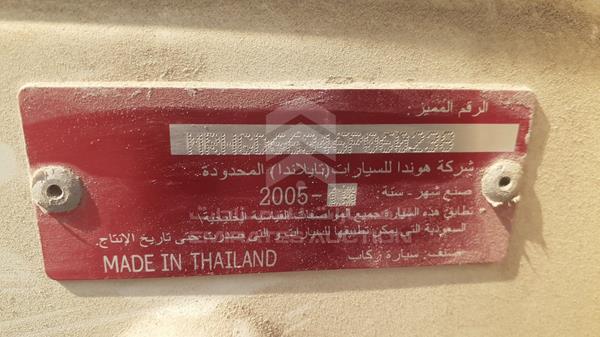 الرقم المميز :
شركة هوندا للسيارات (تايلاندا) المحدودة
صنع شهر - سنة : 2005-
تطابق هذه السيارة جميع المواصفات القياسية الخليجية /
السعودية التي يمكن تطبيقها للسيارات و التي صدرت حتى تاريخ الإنتاج.
صنف: سيارة ركاب
MADE IN THAILAND
AUCTION